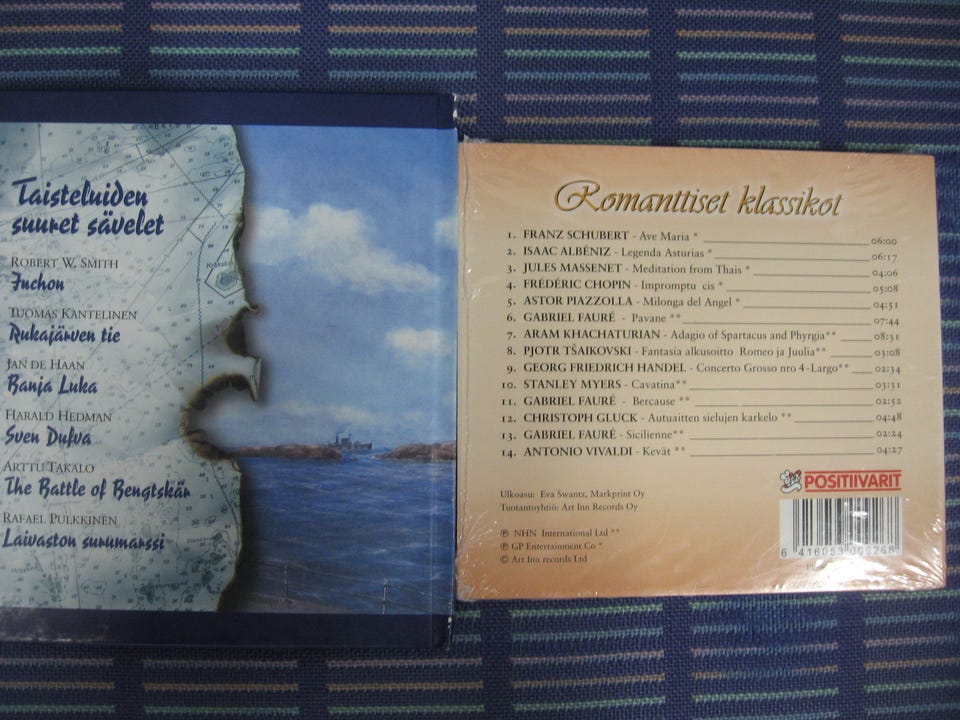 Taisteluiden
suuret sävelet
ROBERT W. SMITH
Inchon
TUOMAS KANTELINEN
Rukajärven tie
JAN DE HAAN
Banja Luka
HARALD HEDMAN
Sven Dufva
ARTTU TAKALO
The Battle of Bengtskär
RAFAEL PULKKINEN
Laivaston surumarssi
Romanttiset klassikot
1. FRANZ SCHUBERT - Ave Maria * 06:00
2. ISAAC ALBÉNIZ - Legenda Asturias * 06:17
3. JULES MASSENET - Meditation from Thais * 04:06
4. FRÉDÉRIC CHOPIN - Impromptu cis * 05:08
5. ASTOR PIAZZOLLA - Milonga del Angel * 04:51
6. GABRIEL FAURÉ - Pavane ** 07:44
7. ARAM KHACHATURIAN - Adagio of Spartacus and Phyrgia** 08:31
8. PJOTR TŠAIKOVSKI - Fantasia alkusoitto Romeo ja Juulia** 03:08
9. GEORG FRIEDRICH HANDEL - Concerto Grosso nro 4-Largo** 02:34
10. STANLEY MYERS - Cavatina** 03:31
11. GABRIEL FAURÉ - Bercause ** 02:52
12. CHRISTOPH GLUCK - Autuaitten sielujen karkelo ** 04:48
13. GABRIEL FAURÉ - Sicilienne** 02:24
14. ANTONIO VIVALDI - Kevät ** 04:27
POSITIIVARIT
Ulkoasu: Eva Swantz, Markprint Oy
Tuotantoyhtiö: Art Inn Records Oy
℗ NHN International Ltd **
℗ GP Entertainment Co *
© Art Inn records Ltd
6 416053 009268